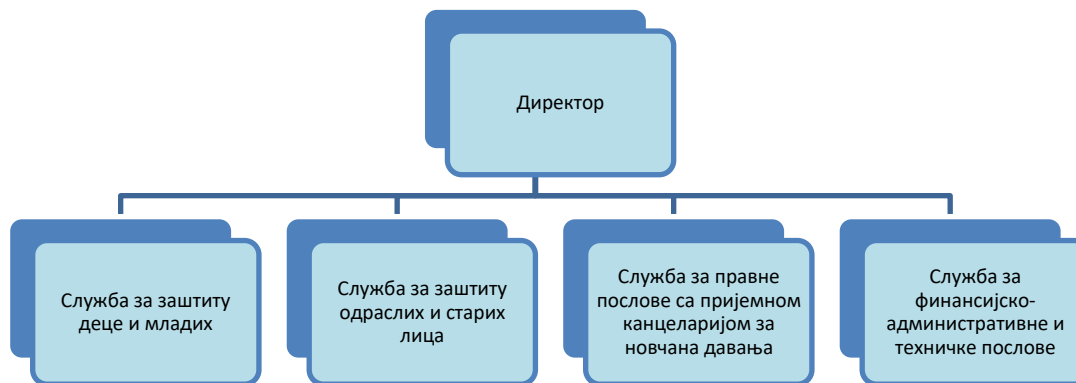 Директор
Служба за заштиту
деце и младих
Служба за заштиту
одраслих и старих
лица
Служба за правне
послове са пријемном
канцеларијом за
новчана давања
Служба за
финансијско-
административне и
техничке послове